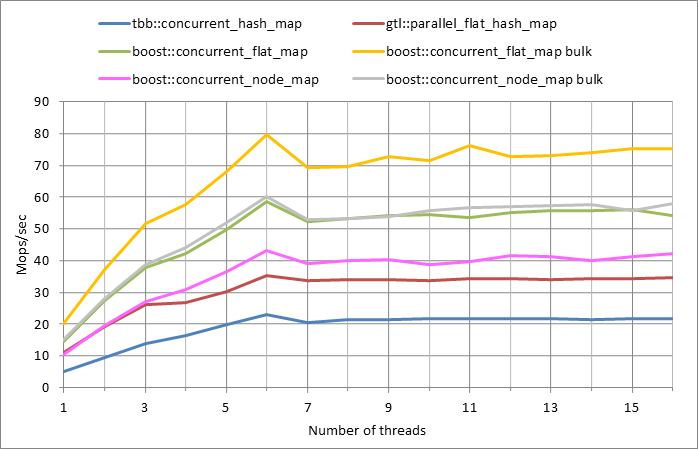 tbb::concurrent_hash_map gtl::parallel_flat_hash_map
boost::concurrent_flat_map boost::concurrent_flat_map bulk
boost::concurrent_node_map boost::concurrent_node_map bulk
90
80
70
60
50
40
30
20
10
0
Mops/sec
1 3 5 7 9 11 13 15
Number of threads